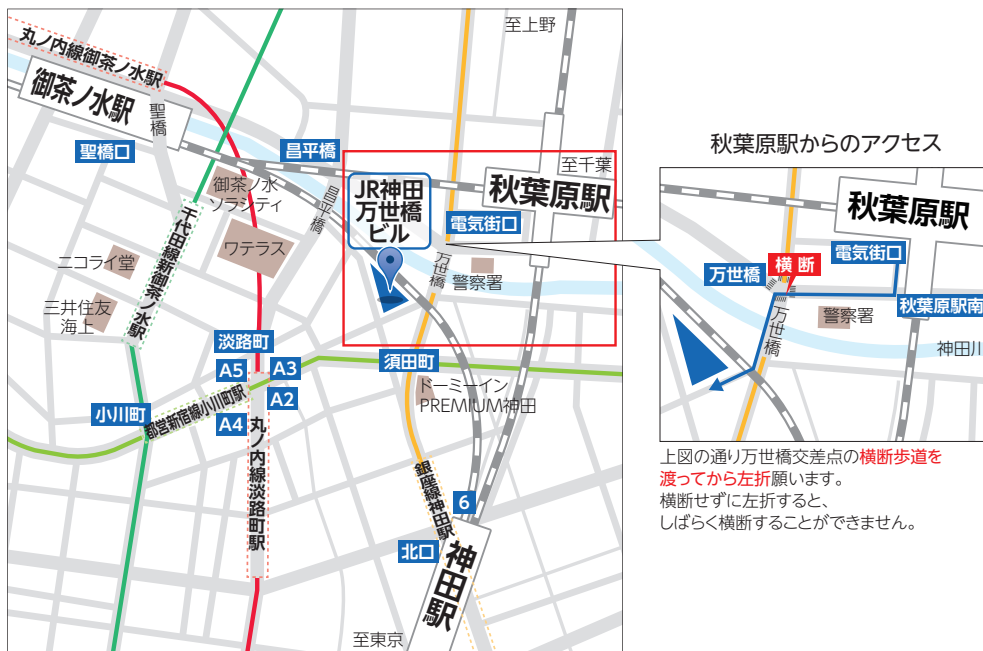 至上野
丸ノ内線御茶ノ水駅
御茶ノ水駅
聖橋
聖橋口
昌平橋
至千葉
秋葉原駅
御茶ノ水
ソラシティ
昌平橋
JR神田
万世橋
ビル
電気街口
千代田線新御茶ノ水駅
ワテラス
ニコライ堂
万世橋
警察署
三井住友
海上
淡路町
A5
A3
須田町
A2
A4
小川町
都営新宿線小川町駅
ドーミーイン
PREMIUM神田
丸ノ内線淡路町駅
銀座線神田駅
6
北口
神田駅
至東京
秋葉原駅からのアクセス
秋葉原駅
電気街口
横断
万世橋
秋葉原駅南
万世橋
警察署
神田川
上図の通り万世橋交差点の横断歩道を
渡ってから左折願います。
横断せずに左折すると、
しばらく横断することができません。